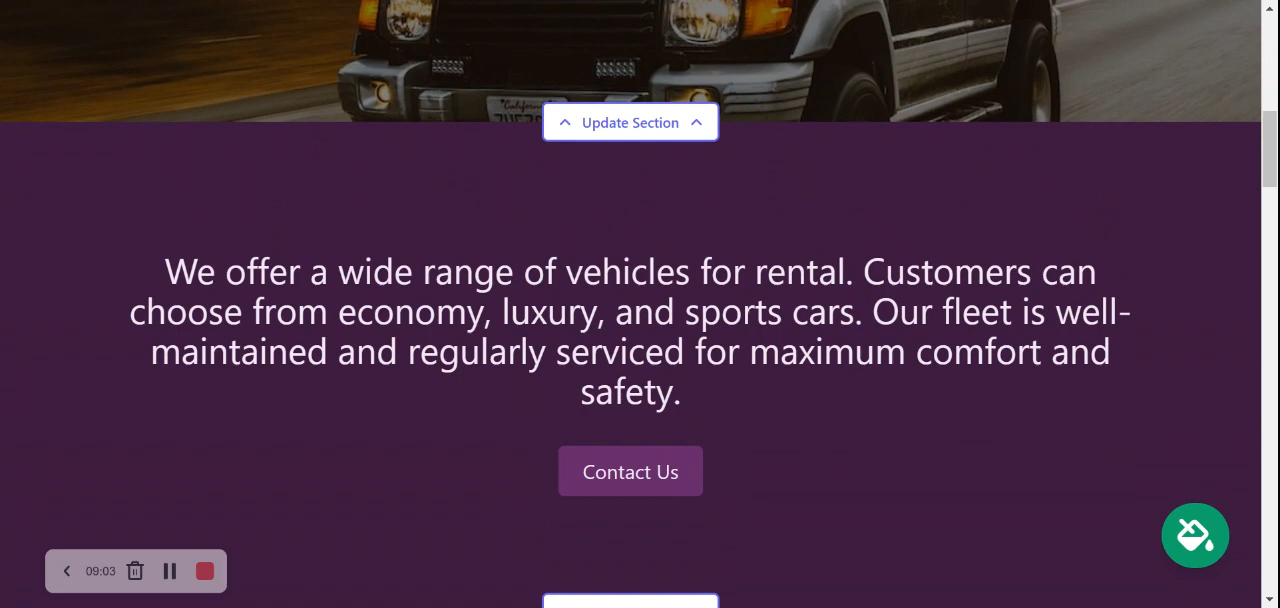 California
Update Section
We offer a wide range of vehicles for rental. Customers can
choose from economy, luxury, and sports cars. Our fleet is well-
maintained and regularly serviced for maximum comfort and
safety.
Contact Us
09:03